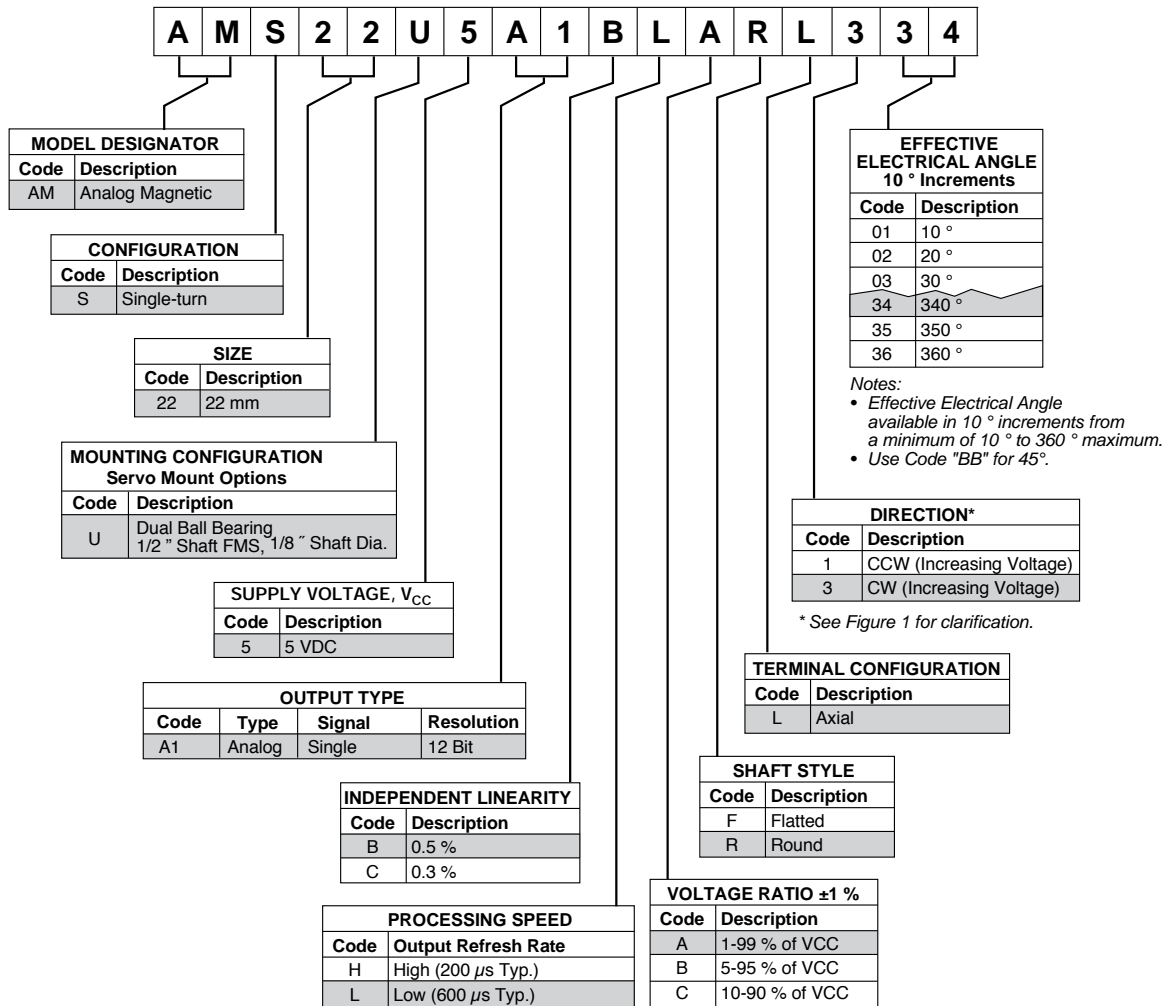 A M S 2 2 U 5 A 1 B L A R L 3 3 4
MODEL DESIGNATOR
Code Description
AM Analog Magnetic
CONFIGURATION
Code Description
S Single-turn
SIZE
Code Description
22 22 mm
MOUNTING CONFIGURATION
Servo Mount Options
Code Description
U Dual Ball Bearing
1/2 " Shaft FMS, 1/8 ˝ Shaft Dia.
SUPPLY VOLTAGE, VCC
Code Description
5 5 VDC
OUTPUT TYPE
Code Type Signal Resolution
A1 Analog Single 12 Bit
INDEPENDENT LINEARITY
Code Description
B 0.5 %
C 0.3 %
PROCESSING SPEED
Code Output Refresh Rate
H High (200 µs Typ.)
L Low (600 µs Typ.)
VOLTAGE RATIO ±1 %
Code Description
A 1-99 % of VCC
B 5-95 % of VCC
C 10-90 % of VCC
SHAFT STYLE
Code Description
F Flatted
R Round
TERMINAL CONFIGURATION
Code Description
L Axial
DIRECTION*
Code Description
1 CCW (Increasing Voltage)
3 CW (Increasing Voltage)
* See Figure 1 for clarification.
EFFECTIVE
ELECTRICAL ANGLE
10 ° Increments
Code Description
01 10 °
02 20 °
03 30 °
34 340 °
35 350 °
36 360 °
Notes:
• Effective Electrical Angle
available in 10 ° increments from
a minimum of 10 ° to 360 ° maximum.
• Use Code "BB" for 45°.